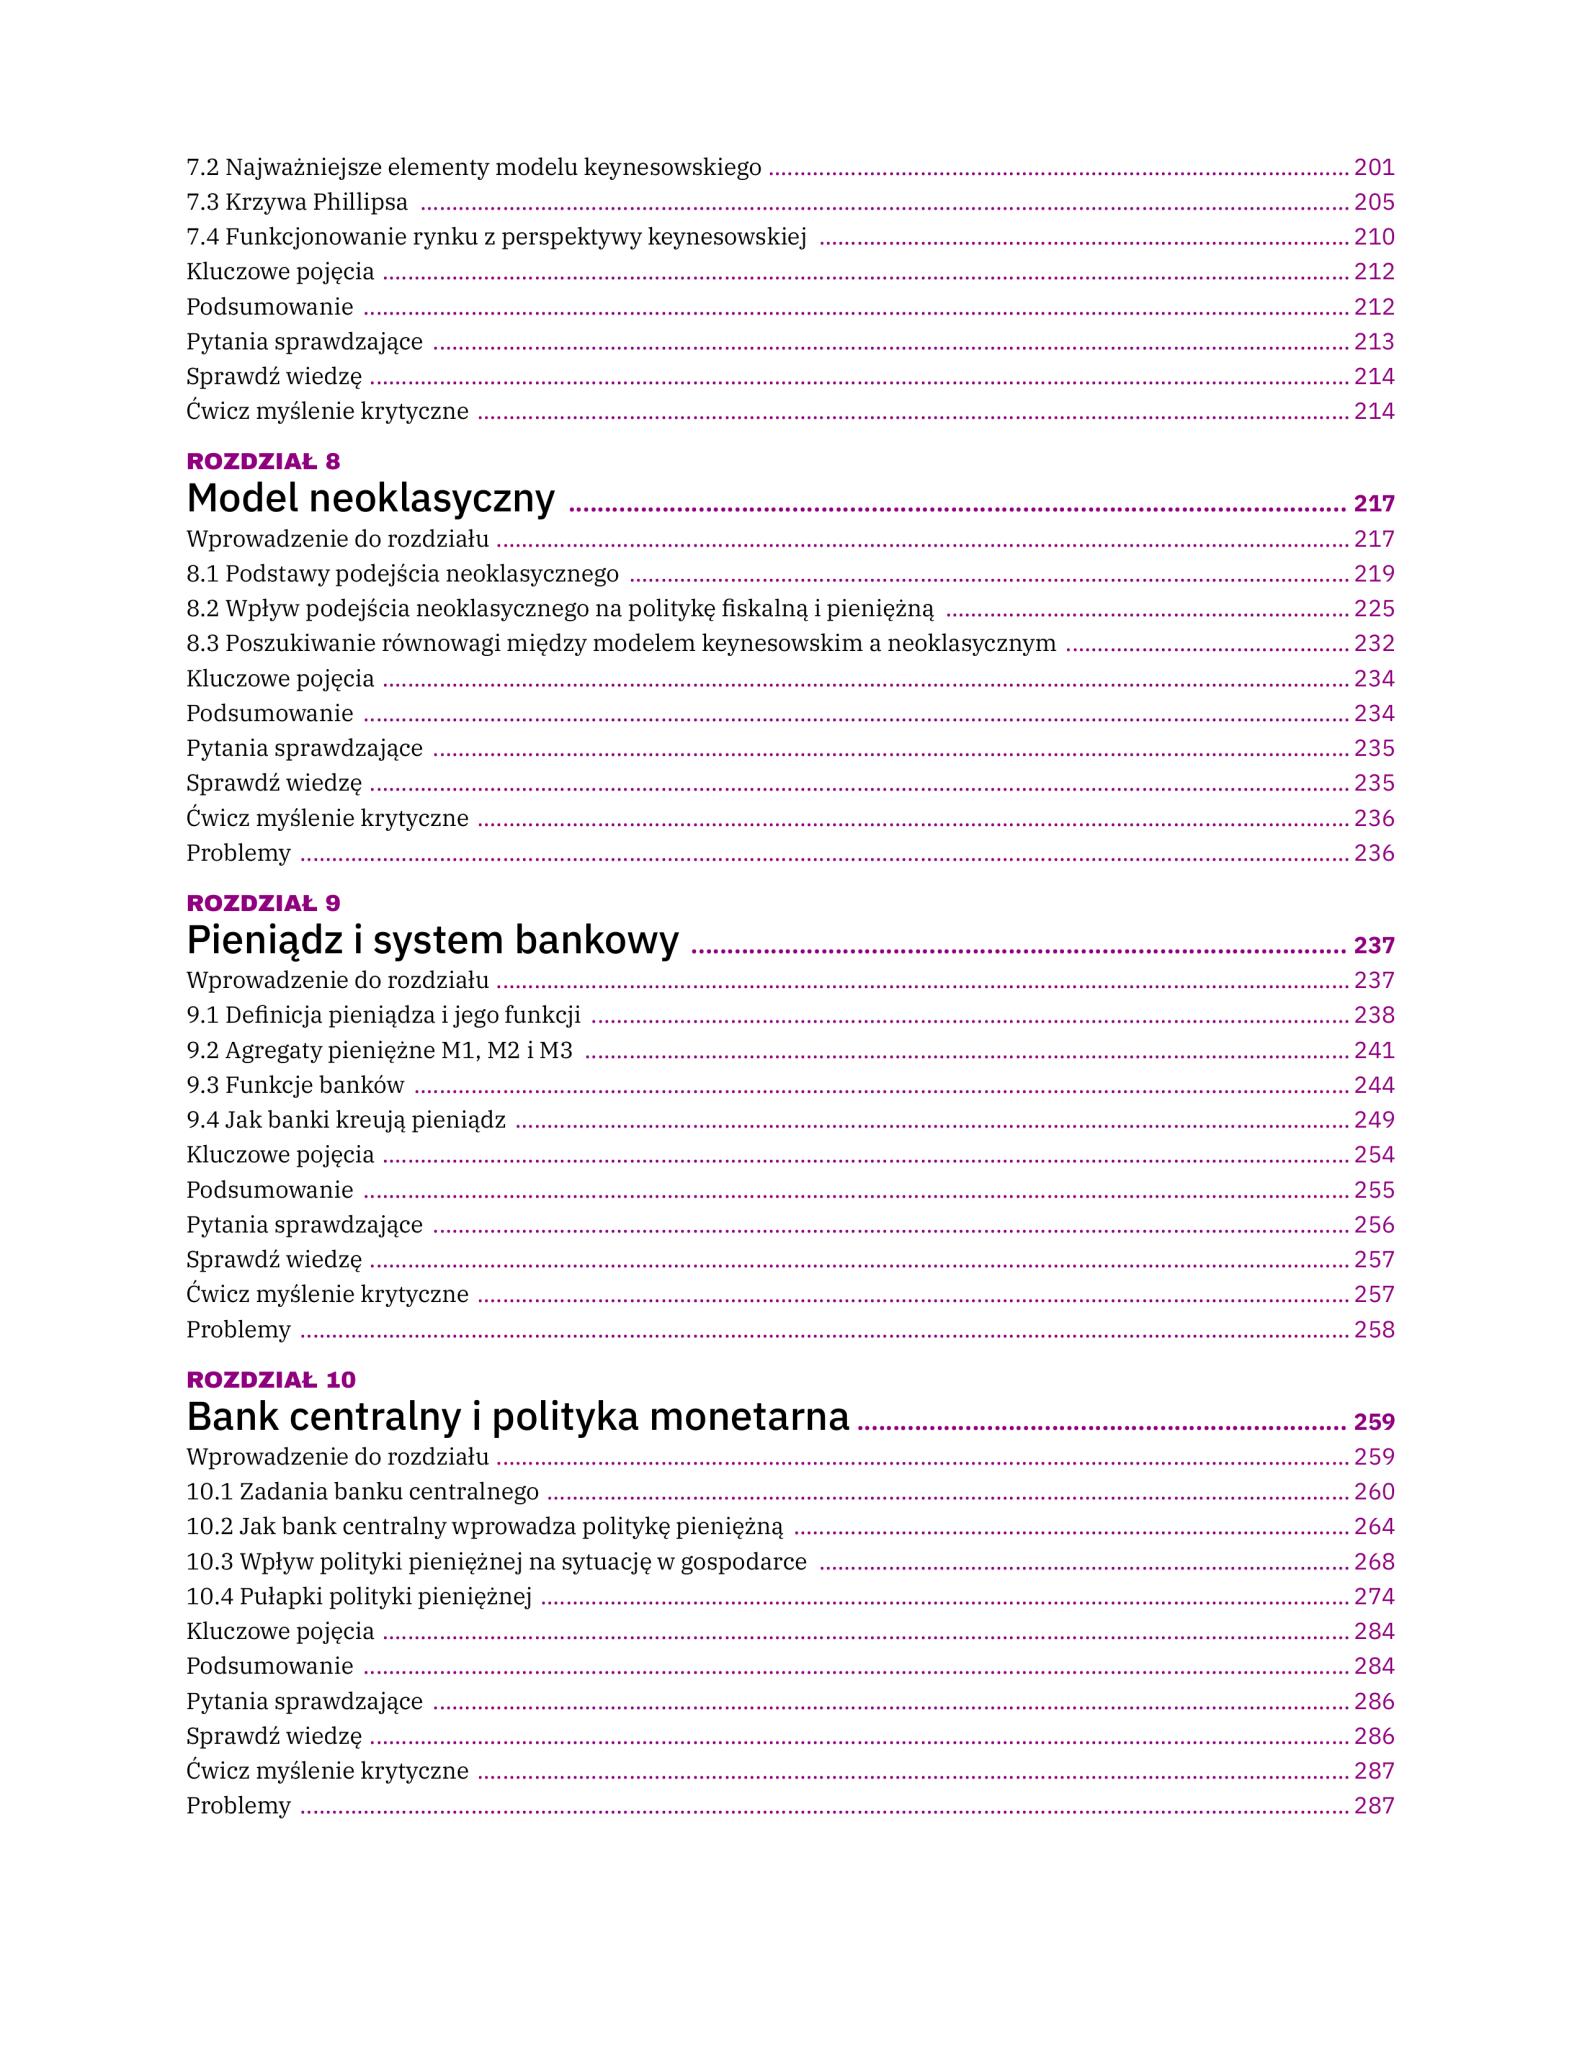 7.2 Najważniejsze elementy modelu keynesowskiego 201
7.3 Krzywa Phillipsa 205
7.4 Funkcjonowanie rynku z perspektywy keynesowskiej 210
Kluczowe pojęcia 212
Podsumowanie 212
Pytania sprawdzające 213
Sprawdź wiedzę 214
Ćwicz myślenie krytyczne 214
ROZDZIAŁ 8
Model neoklasyczny 217
Wprowadzenie do rozdziału 217
8.1 Podstawy podejścia neoklasycznego 219
8.2 Wpływ podejścia neoklasycznego na politykę fiskalną i pieniężną 225
8.3 Poszukiwanie równowagi między modelem keynesowskim a neoklasycznym 232
Kluczowe pojęcia 234
Podsumowanie 234
Pytania sprawdzające 235
Sprawdź wiedzę 235
Ćwicz myślenie krytyczne 236
Problemy 236
ROZDZIAŁ 9
Pieniądz i system bankowy 237
Wprowadzenie do rozdziału 237
9.1 Definicja pieniądza i jego funkcji 238
9.2 Agregaty pieniężne M1, M2 i M3 241
9.3 Funkcje banków 244
9.4 Jak banki kreują pieniądz 249
Kluczowe pojęcia 254
Podsumowanie 255
Pytania sprawdzające 256
Sprawdź wiedzę 257
Ćwicz myślenie krytyczne 257
Problemy 258
ROZDZIAŁ 10
Bank centralny i polityka monetarna 259
Wprowadzenie do rozdziału 259
10.1 Zadania banku centralnego 260
10.2 Jak bank centralny wprowadza politykę pieniężną 264
10.3 Wpływ polityki pieniężnej na sytuację w gospodarce 268
10.4 Pułapki polityki pieniężnej 274
Kluczowe pojęcia 284
Podsumowanie 284
Pytania sprawdzające 286
Sprawdź wiedzę 286
Ćwicz myślenie krytyczne 287
Problemy 287